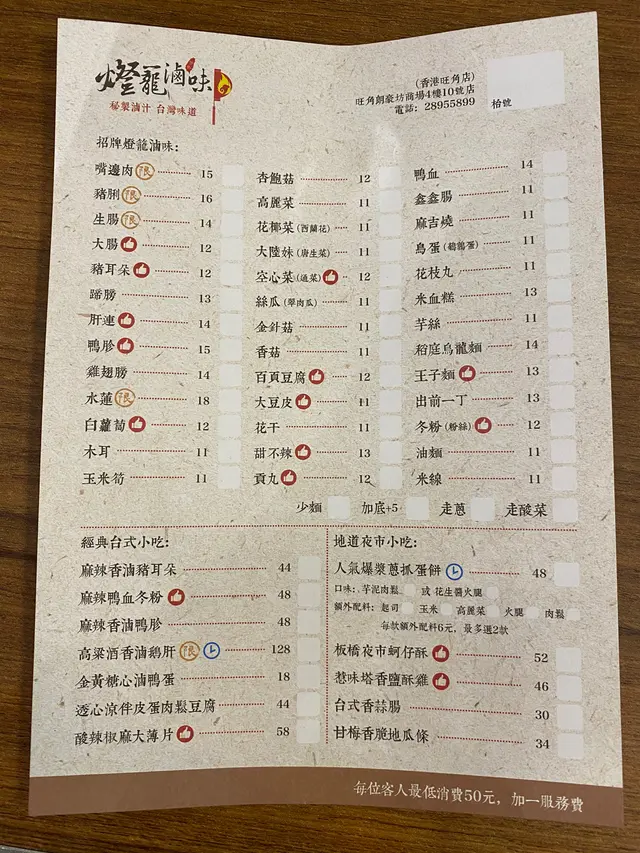 燈籠滷味
秘製滷汁 台灣味道
(香港旺角店)
旺角朗豪坊商場4樓10號店
電話: 28955899
枱號
招牌燈龍滷味:
嘴邊肉 限 15
豬脷 限 16
生腸 限 14
大腸 12
豬耳朵 12
蹄膀 13
肝連 14
鴨胗 15
雞翅膀 14
水蓮 限 18
白蘿蔔 12
木耳 11
玉米筍 11
杏鮑菇 12
高麗菜 11
花椰菜(西蘭花) 11
大陸妹(唐生菜) 11
空心菜(通菜) 12
絲瓜(翠肉瓜) 11
金針菇 11
香菇 11
百頁豆腐 12
大豆皮 11
花干 11
甜不辣 13
貢丸 12
鴨血 14
鑫鑫腸 11
麻吉燒 11
鳥蛋(鵪鶉蛋) 11
花枝丸 11
米血糕 13
芋絲 11
稻庭烏龍麵 14
王子麵 13
出前一丁 13
冬粉(粉絲) 12
油麵 11
米線 11
少麵 加底+5 走蔥 走酸菜
經典台式小吃:
麻辣香滷豬耳朵 44
麻辣鴨血冬粉 48
麻辣香滷鴨胗 48
高粱酒香滷鵝肝 限 128
金黃糖心滷鴨蛋 18
透心涼伴皮蛋肉鬆豆腐 44
酸辣椒麻大薄片 58
地道夜市小吃:
人氣爆漿蔥抓蛋餅 48
口味: 芋泥肉鬆 或 花生醬火腿
額外配料: 起司 玉米 高麗菜 火腿 肉鬆
每款額外配料6元，最多選2款
板橋夜市蚵仔酥 52
惹味塔香鹽酥雞 46
台式香蒜腸 30
甘梅香脆地瓜條 34
每位客人最低消費50元，加一服務費